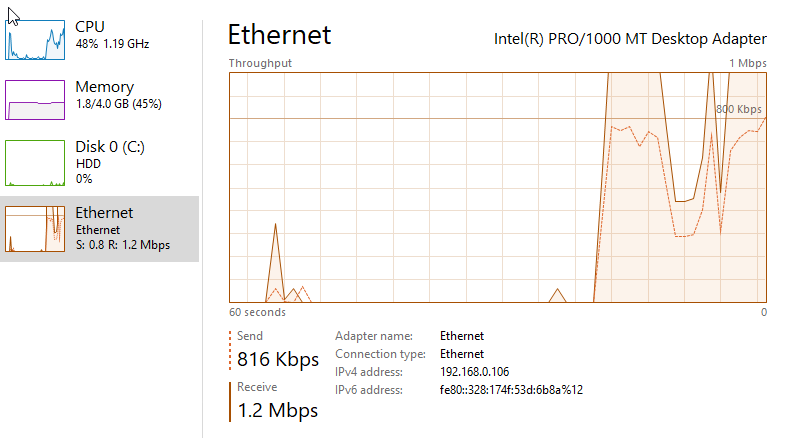 CPU
48% 1.19 GHz
Memory
1.8/4.0 GB (45%)
Disk 0 (C:)
HDD
0%
Ethernet
Ethernet
S: 0.8 R: 1.2 Mbps
Ethernet
Intel(R) PRO/1000 MT Desktop Adapter
Throughput
1 Mbps
800 Kbps
60 seconds
0
Send
816 Kbps
Receive
1.2 Mbps
Adapter name: Ethernet
Connection type: Ethernet
IPv4 address: 192.168.0.106
IPv6 address: fe80::328:174f:53d:6b8a%12